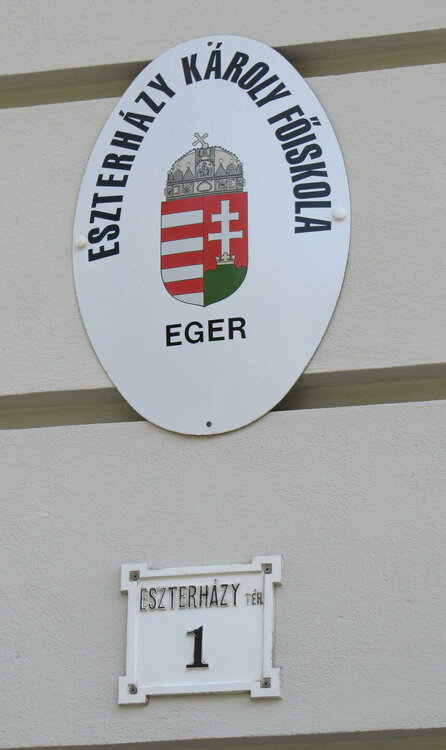 ESZTERHÁZY KÁROLY FŐISKOLA
EGER
ESZTERHÁZY TÉR
1